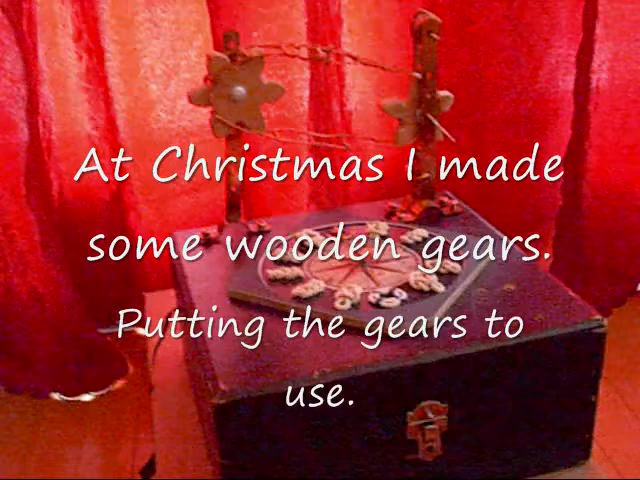 At Christmas I made
some wooden gears.
Putting the gears to
use.